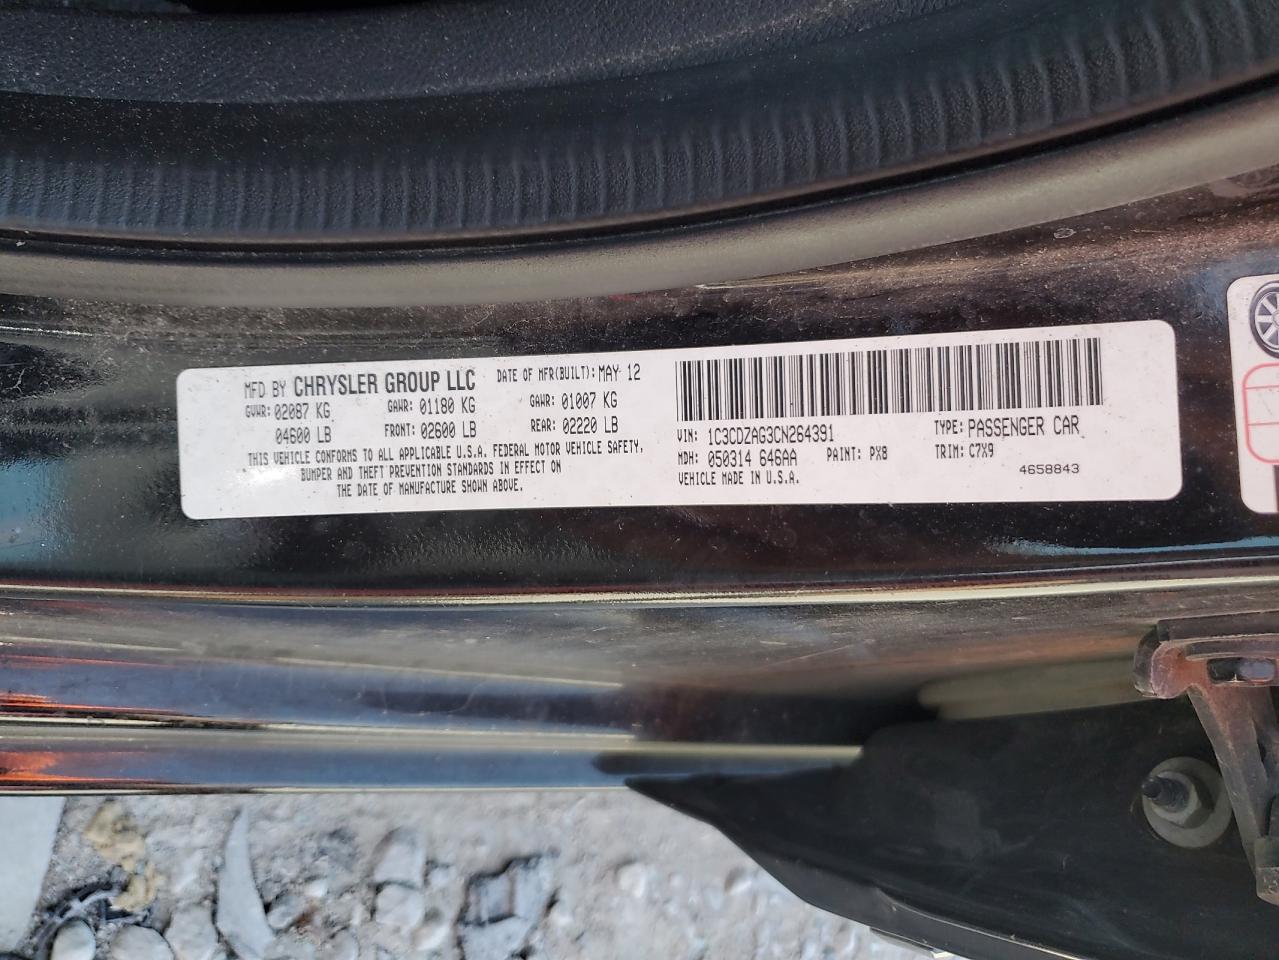 MFD BY CHRYSLER GROUP LLC DATE OF MFR(BUILT): MAY 12
GVWR: 02087 KG GAWR: 01180 KG GAWR: 01007 KG
04600 LB FRONT: 02600 LB REAR: 02220 LB
THIS VEHICLE CONFORMS TO ALL APPLICABLE U.S.A. FEDERAL MOTOR VEHICLE SAFETY,
BUMPER AND THEFT PREVENTION STANDARDS IN EFFECT ON
THE DATE OF MANUFACTURE SHOWN ABOVE.
VIN: 1C3CDZAG3CN264391 TYPE: PASSENGER CAR
MDH: 050314 646AA PAINT: PX8 TRIM: C7X9
VEHICLE MADE IN U.S.A. 4658843